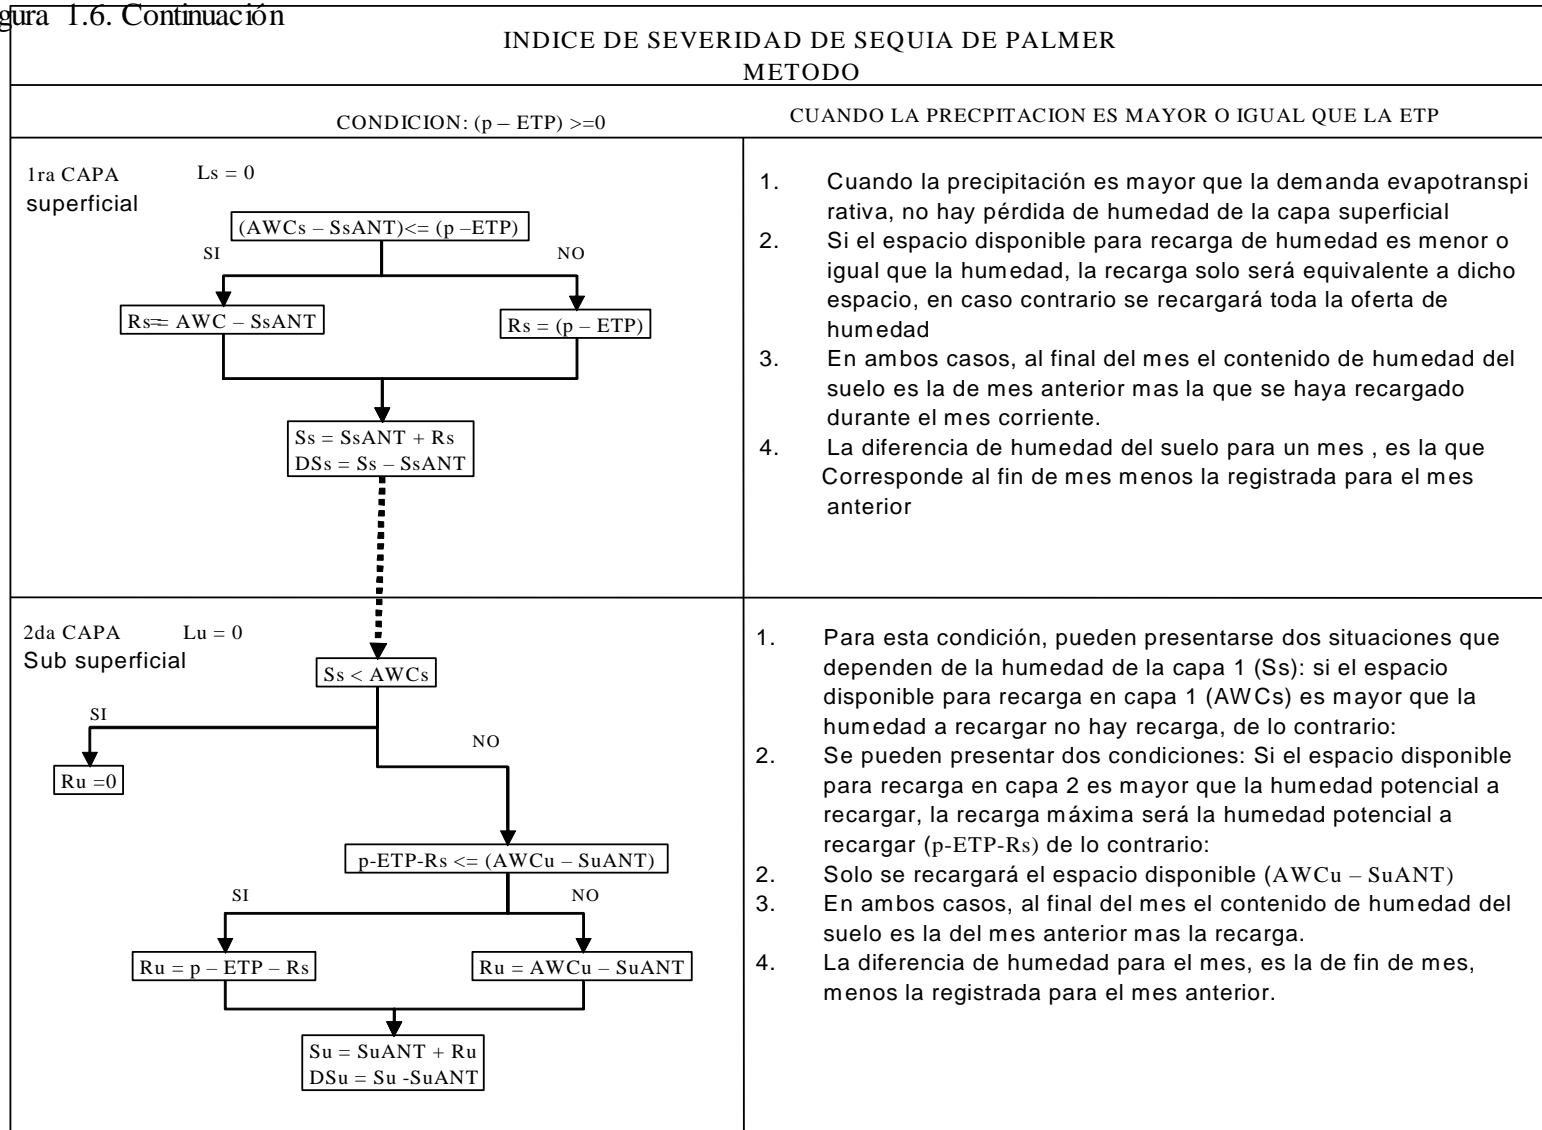 gura 1.6. Continuación
INDICE DE SEVERIDAD DE SEQUIA DE PALMER
METODO
CONDICION: (p – ETP) >=0
CUANDO LA PRECPITACION ES MAYOR O IGUAL QUE LA ETP
1ra CAPA Ls = 0
superficial
(AWCs – SsANT)<= (p –ETP)
SI NO
Rs== AWC – SsANT
Rs = (p – ETP)
Ss = SsANT + Rs
DSs = Ss – SsANT
1. Cuando la precipitación es mayor que la demanda evapotranspi
rativa, no hay pérdida de humedad de la capa superficial
2. Si el espacio disponible para recarga de humedad es menor o
igual que la humedad, la recarga solo será equivalente a dicho
espacio, en caso contrario se recargará toda la oferta de
humedad
3. En ambos casos, al final del mes el contenido de humedad del
suelo es la de mes anterior mas la que se haya recargado
durante el mes corriente.
4. La diferencia de humedad del suelo para un mes , es la que
Corresponde al fin de mes menos la registrada para el mes
anterior
2da CAPA Lu = 0
Sub superficial
Ss < AWCs
SI
NO
Ru =0
p-ETP-Rs <= (AWCu – SuANT)
SI NO
Ru = p – ETP – Rs
Ru = AWCu – SuANT
Su = SuANT + Ru
DSu = Su -SuANT
1. Para esta condición, pueden presentarse dos situaciones que
dependen de la humedad de la capa 1 (Ss): si el espacio
disponible para recarga en capa 1 (AWCs) es mayor que la
humedad a recargar no hay recarga, de lo contrario:
2. Se pueden presentar dos condiciones: Si el espacio disponible
para recarga en capa 2 es mayor que la humedad potencial a
recargar, la recarga máxima será la humedad potencial a
recargar (p-ETP-Rs) de lo contrario:
2. Solo se recargará el espacio disponible (AWCu – SuANT)
3. En ambos casos, al final del mes el contenido de humedad del
suelo es la del mes anterior mas la recarga.
4. La diferencia de humedad para el mes, es la de fin de mes,
menos la registrada para el mes anterior.